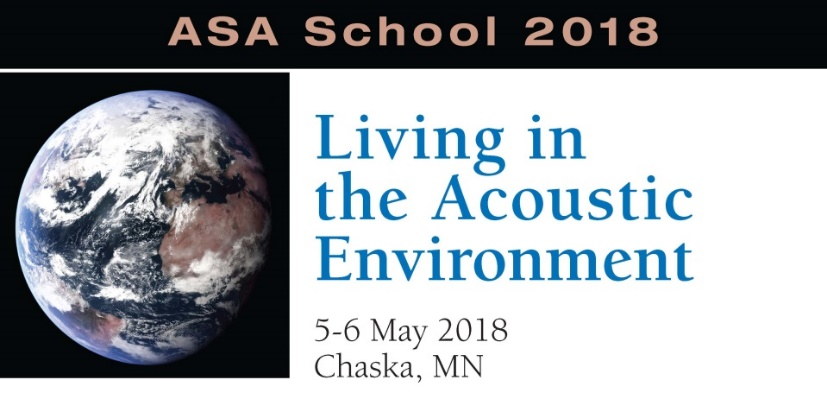 ASA School 2018
Living in
the Acoustic
Environment
5-6 May 2018
Chaska, MN